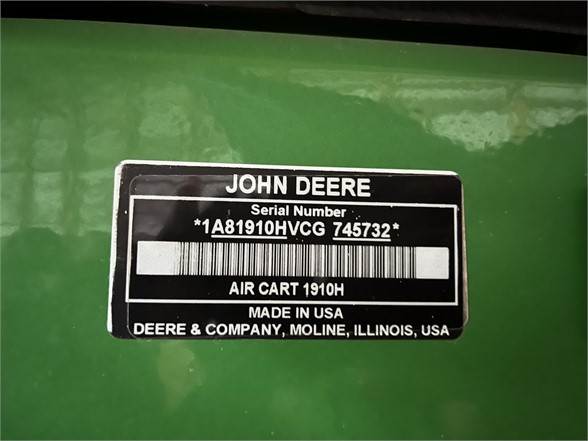 JOHN DEERE
Serial Number
*1A81910HVCG 745732*
AIR CART 1910H
MADE IN USA
DEERE & COMPANY, MOLINE, ILLINOIS, USA